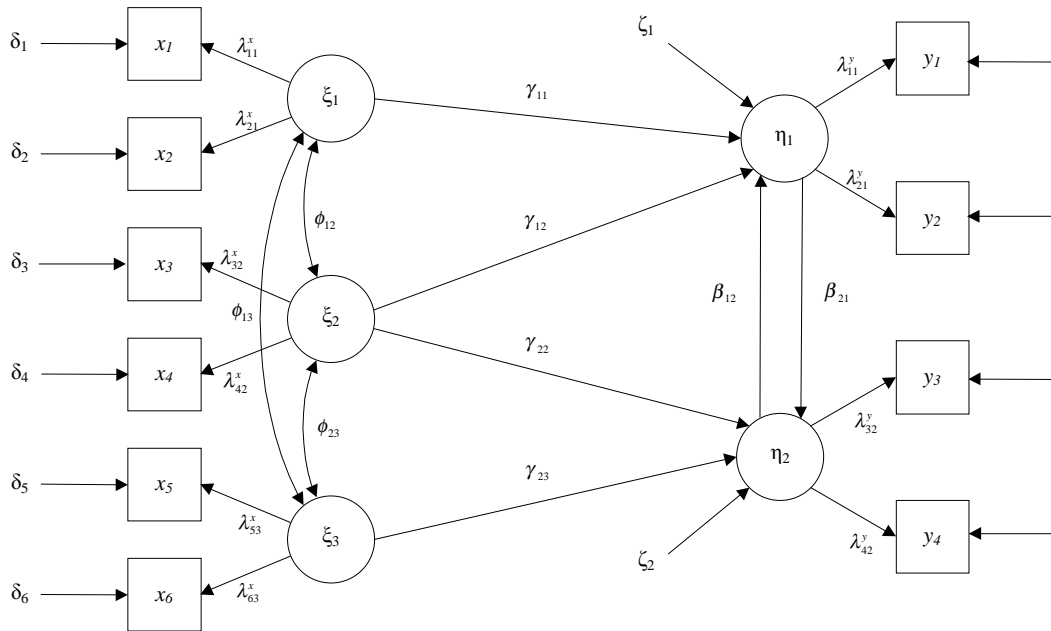 δ₁
x₁
λ₁₁ˣ
ξ₁
λ₂₁ˣ
δ₂
x₂
ϕ₁₂
δ₃
x₃
λ₃₂ˣ
ϕ₁₃
ξ₂
δ₄
x₄
λ₄₂ˣ
ϕ₂₃
δ₅
x₅
λ₅₃ˣ
ξ₃
δ₆
x₆
λ₆₃ˣ
γ₁₁
γ₁₂
γ₂₂
γ₂₃
ζ₁
η₁
β₁₂
β₂₁
η₂
ζ₂
λ₁₁ʸ
y₁
λ₂₁ʸ
y₂
y₃
λ₃₂ʸ
λ₄₂ʸ
y₄